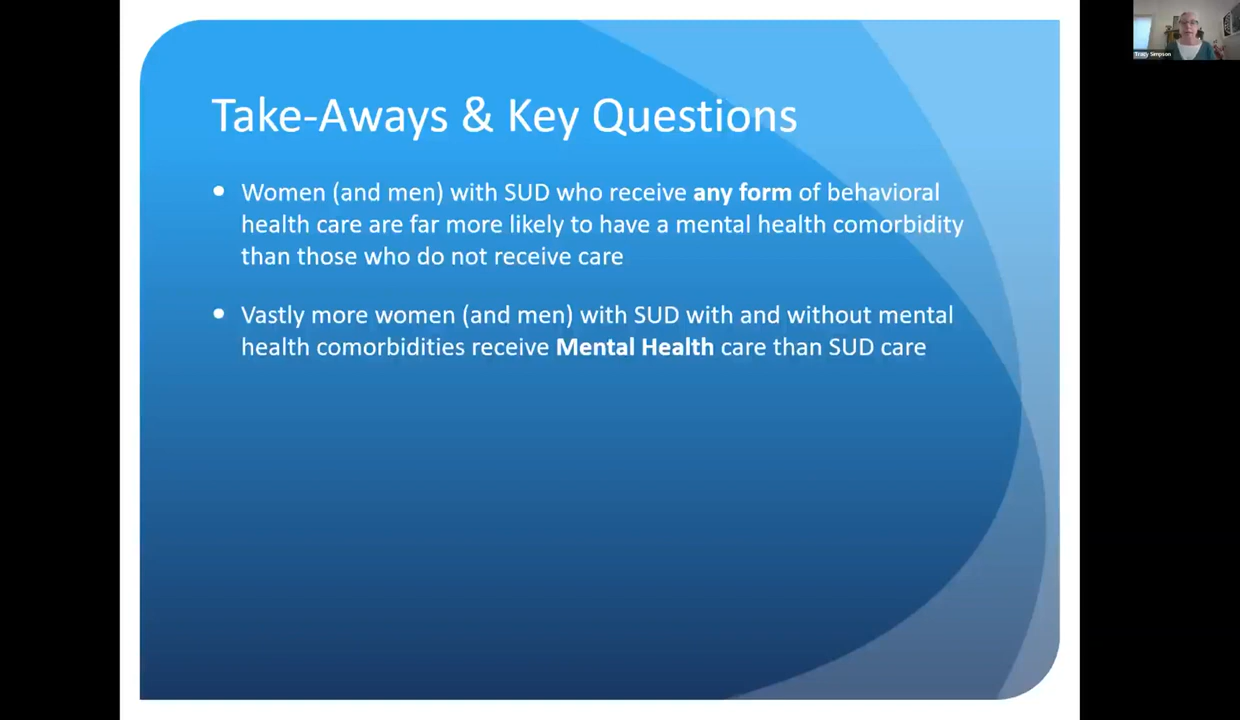 Tracy Simpson
Take-Aways & Key Questions
• Women (and men) with SUD who receive any form of behavioral
health care are far more likely to have a mental health comorbidity
than those who do not receive care
• Vastly more women (and men) with SUD with and without mental
health comorbidities receive Mental Health care than SUD care